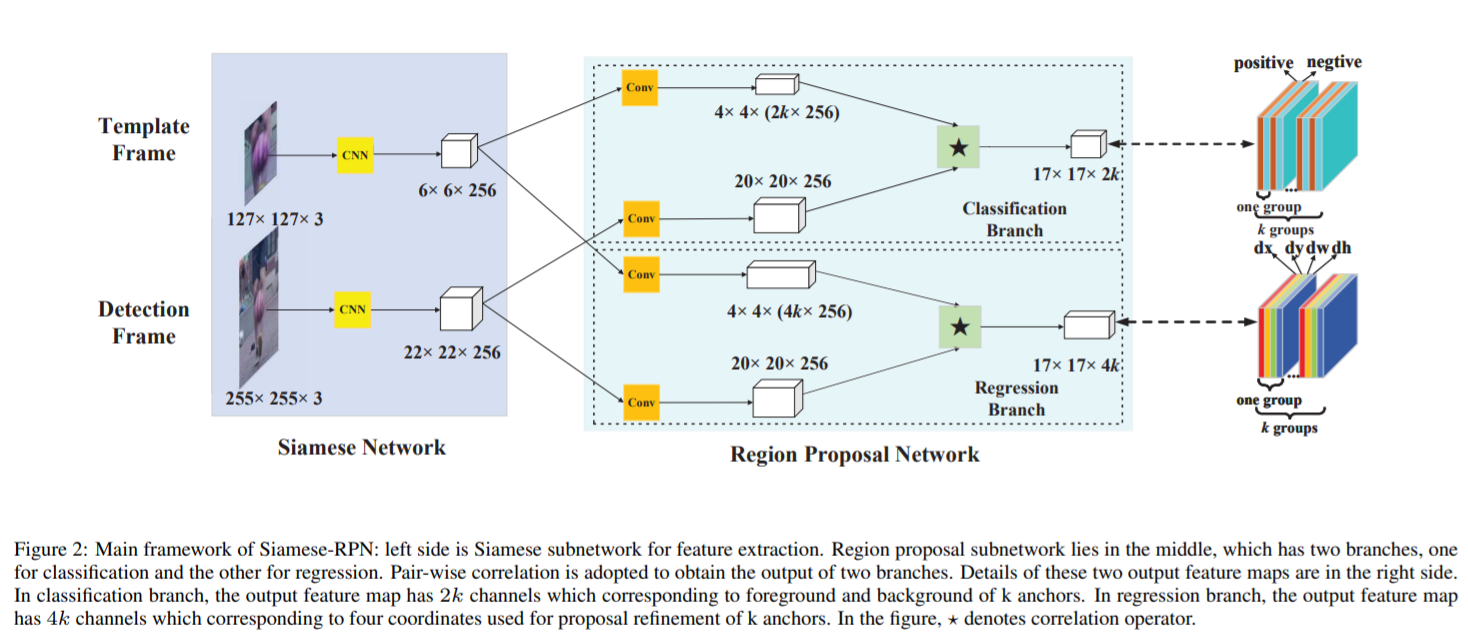 positive negtive
Template
Frame
CNN
127× 127× 3
6× 6× 256
Detection
Frame
CNN
255× 255× 3
22× 22× 256
Siamese Network
Conv
4× 4× (2k× 256)
★
17× 17× 2k
20× 20× 256
Conv
Classification
Branch
Conv
4× 4× (4k× 256)
★
17× 17× 4k
20× 20× 256
Conv
Regression
Branch
Region Proposal Network
one group
...
k groups
dx dy dw dh
one group
...
k groups
Figure 2: Main framework of Siamese-RPN: left side is Siamese subnetwork for feature extraction. Region proposal subnetwork lies in the middle, which has two branches, one
for classification and the other for regression. Pair-wise correlation is adopted to obtain the output of two branches. Details of these two output feature maps are in the right side.
In classification branch, the output feature map has 2k channels which corresponding to foreground and background of k anchors. In regression branch, the output feature map
has 4k channels which corresponding to four coordinates used for proposal refinement of k anchors. In the figure, ⋆ denotes correlation operator.